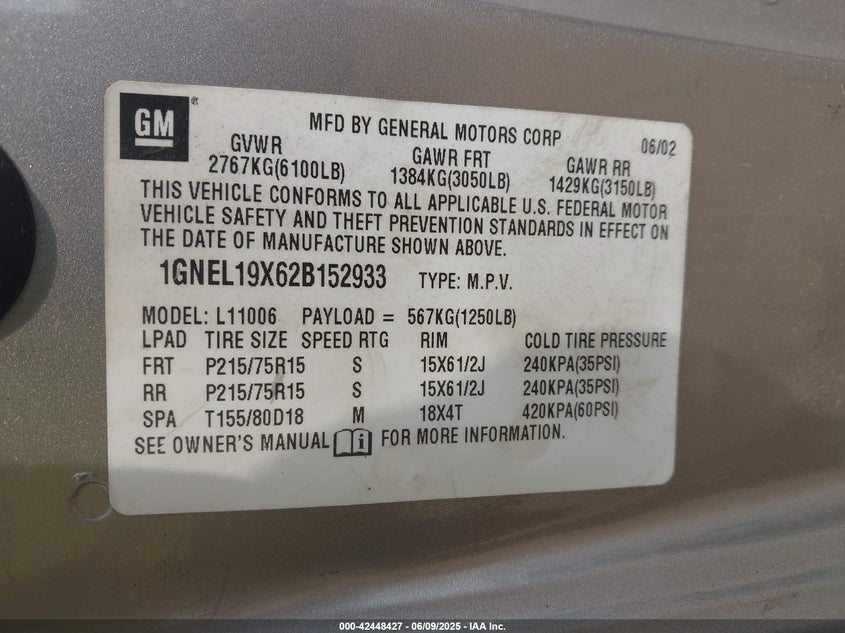 GM ®
MFD BY GENERAL MOTORS CORP 06/02
GVWR GAWR FRT GAWR RR
2767KG(6100LB) 1384KG(3050LB) 1429KG(3150LB)
THIS VEHICLE CONFORMS TO ALL APPLICABLE U.S. FEDERAL MOTOR
VEHICLE SAFETY AND THEFT PREVENTION STANDARDS IN EFFECT ON
THE DATE OF MANUFACTURE SHOWN ABOVE.
1GNEL19X62B152933 TYPE: M.P.V.
MODEL: L11006 PAYLOAD = 567KG(1250LB)
LPAD TIRE SIZE SPEED RTG RIM COLD TIRE PRESSURE
FRT P215/75R15 S 15X61/2J 240KPA(35PSI)
RR P215/75R15 S 15X61/2J 240KPA(35PSI)
SPA T155/80D18 M 18X4T 420KPA(60PSI)
SEE OWNER'S MANUAL i FOR MORE INFORMATION.
000-42448427 - 06/09/2025 - IAA Inc.